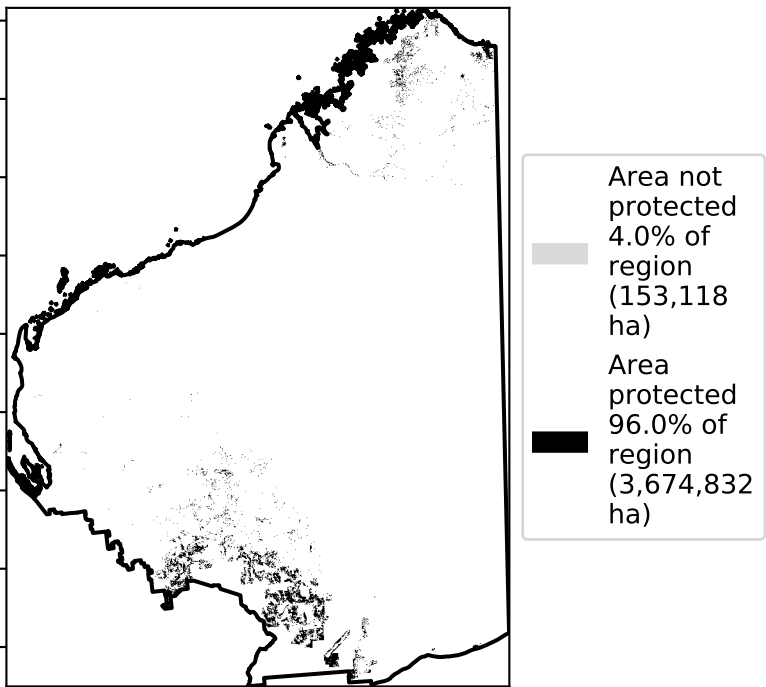 Area not
protected
4.0% of
region
(153,118
ha)
Area
protected
96.0% of
region
(3,674,832
ha)